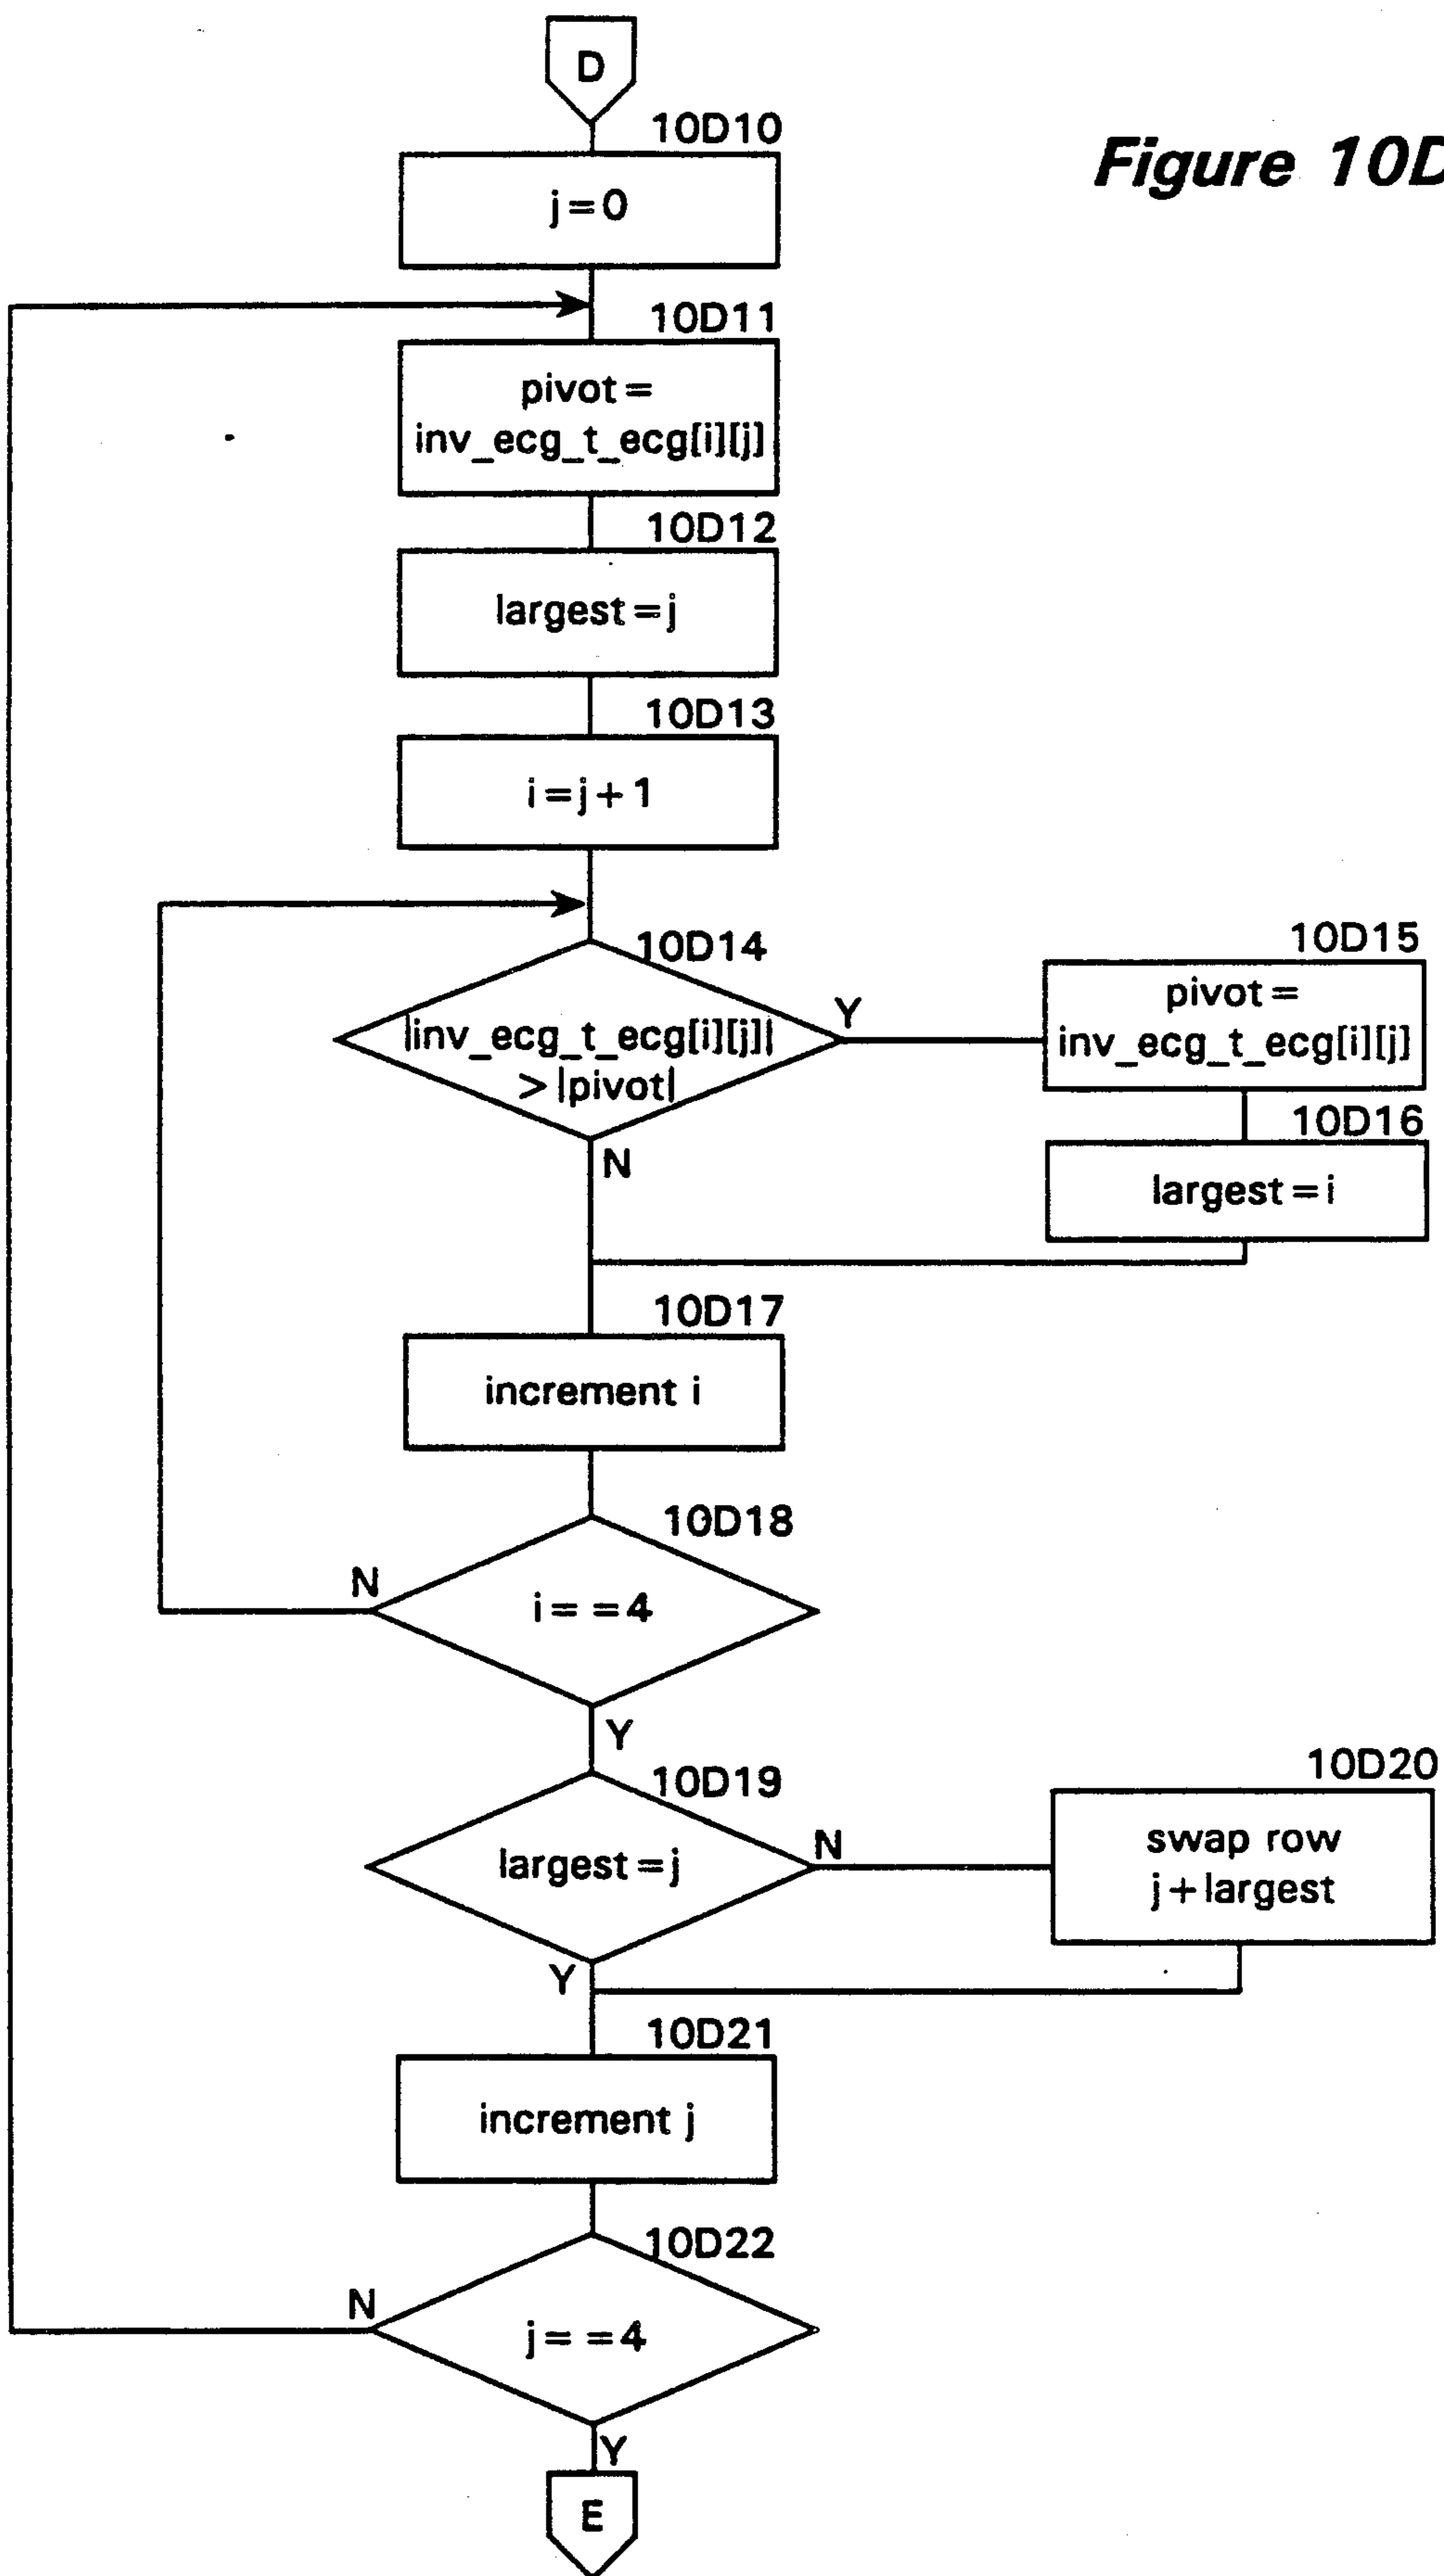 D
Figure 10D
10D10
j=0
10D11
pivot=
inv_ecg_t_ecg[i][j]
10D12
largest=j
10D13
i=j+1
10D14
|inv_ecg_t_ecg[i][j]|
>|pivot|
Y
N
10D15
pivot=
inv_ecg_t_ecg[i][j]
10D16
largest=i
10D17
increment i
10D18
i==4
N
Y
10D19
largest=j
N
Y
10D20
swap row
j+largest
10D21
increment j
10D22
j==4
N
Y
E